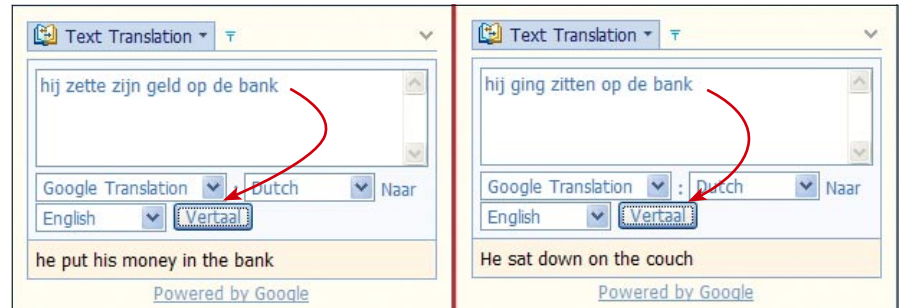 Text Translation
hij zette zijn geld op de bank
Google Translation : Dutch Naar
English Vertaal
he put his money in the bank
Powered by Google
Text Translation
hij ging zitten op de bank
Google Translation : Dutch Naar
English Vertaal
He sat down on the couch
Powered by Google